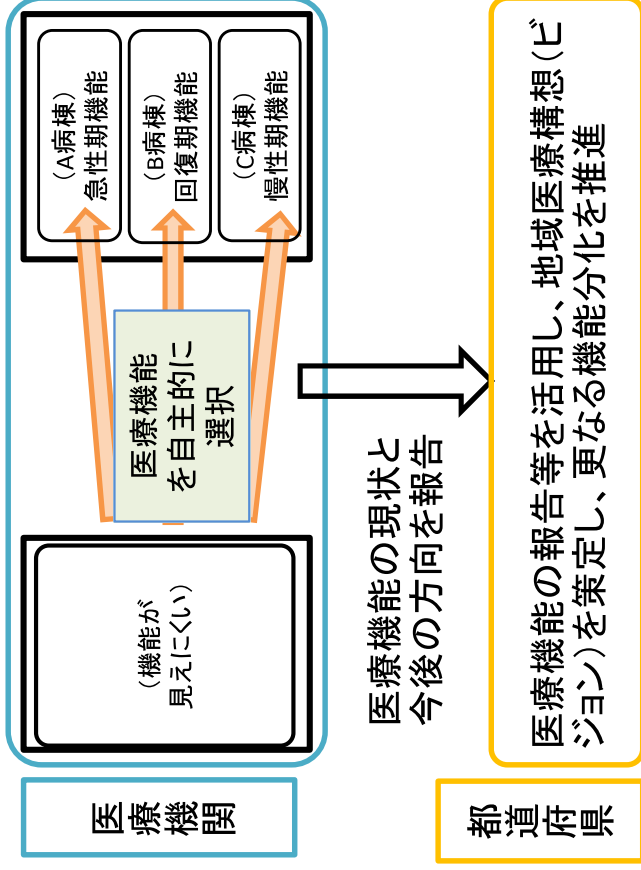 医療機関
(機能が
見えにくい)
医療機能
を自主的に
選択
(A病棟)
急性期機能
(B病棟)
回復期機能
(C病棟)
慢性期機能
医療機能の現状と
今後の方向を報告
都道府県
医療機能の報告等を活用し、地域医療構想(ビ
ジョン)を策定し、更なる機能分化を推進